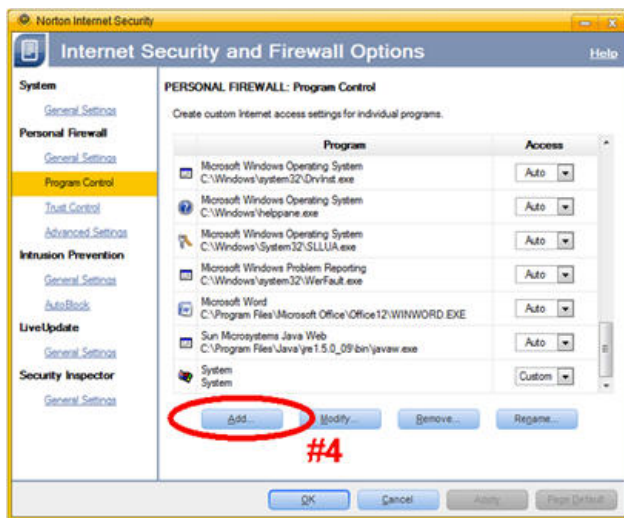 Norton Internet Security
Internet Security and Firewall Options
Help
System
General Settings
Personal Firewall
General Settings
Program Control
Trust Control
Advanced Settings
Intrusion Prevention
General Settings
AutoBlock
LiveUpdate
General Settings
Security Inspector
General Settings
PERSONAL FIREWALL: Program Control
Create custom Internet access settings for individual programs.
Program Access
Microsoft Windows Operating System
C:\Windows\system32\DrvInst.exe
Auto
Microsoft Windows Operating System
C:\Windows\helppane.exe
Auto
Microsoft Windows Operating System
C:\Windows\System32\SLLUA.exe
Auto
Microsoft Windows Problem Reporting
C:\Windows\system32\WerFault.exe
Auto
Microsoft Word
C:\Program Files\Microsoft Office\Office12\WINWORD.EXE
Auto
Sun Microsystems Java Web
C:\Program Files\Java\jre1.5.0_09\bin\javaw.exe
Auto
System
System
Custom
Add... Modify... Remove... Rename...
#4
OK Cancel Apply Page Default